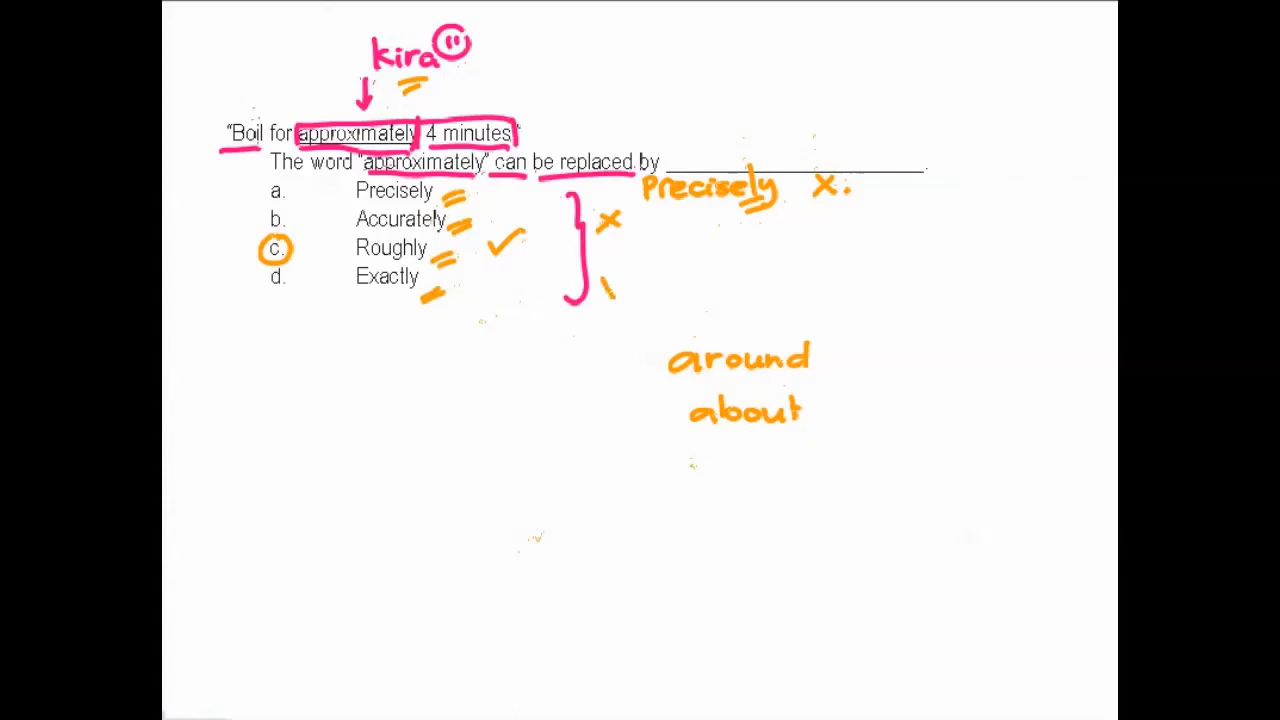 kira
"Boil for approximately 4 minutes."
The word "approximately" can be replaced by ____________________.
Precisely x.
a. Precisely
b. Accurately
c. Roughly
d. Exactly
around
about